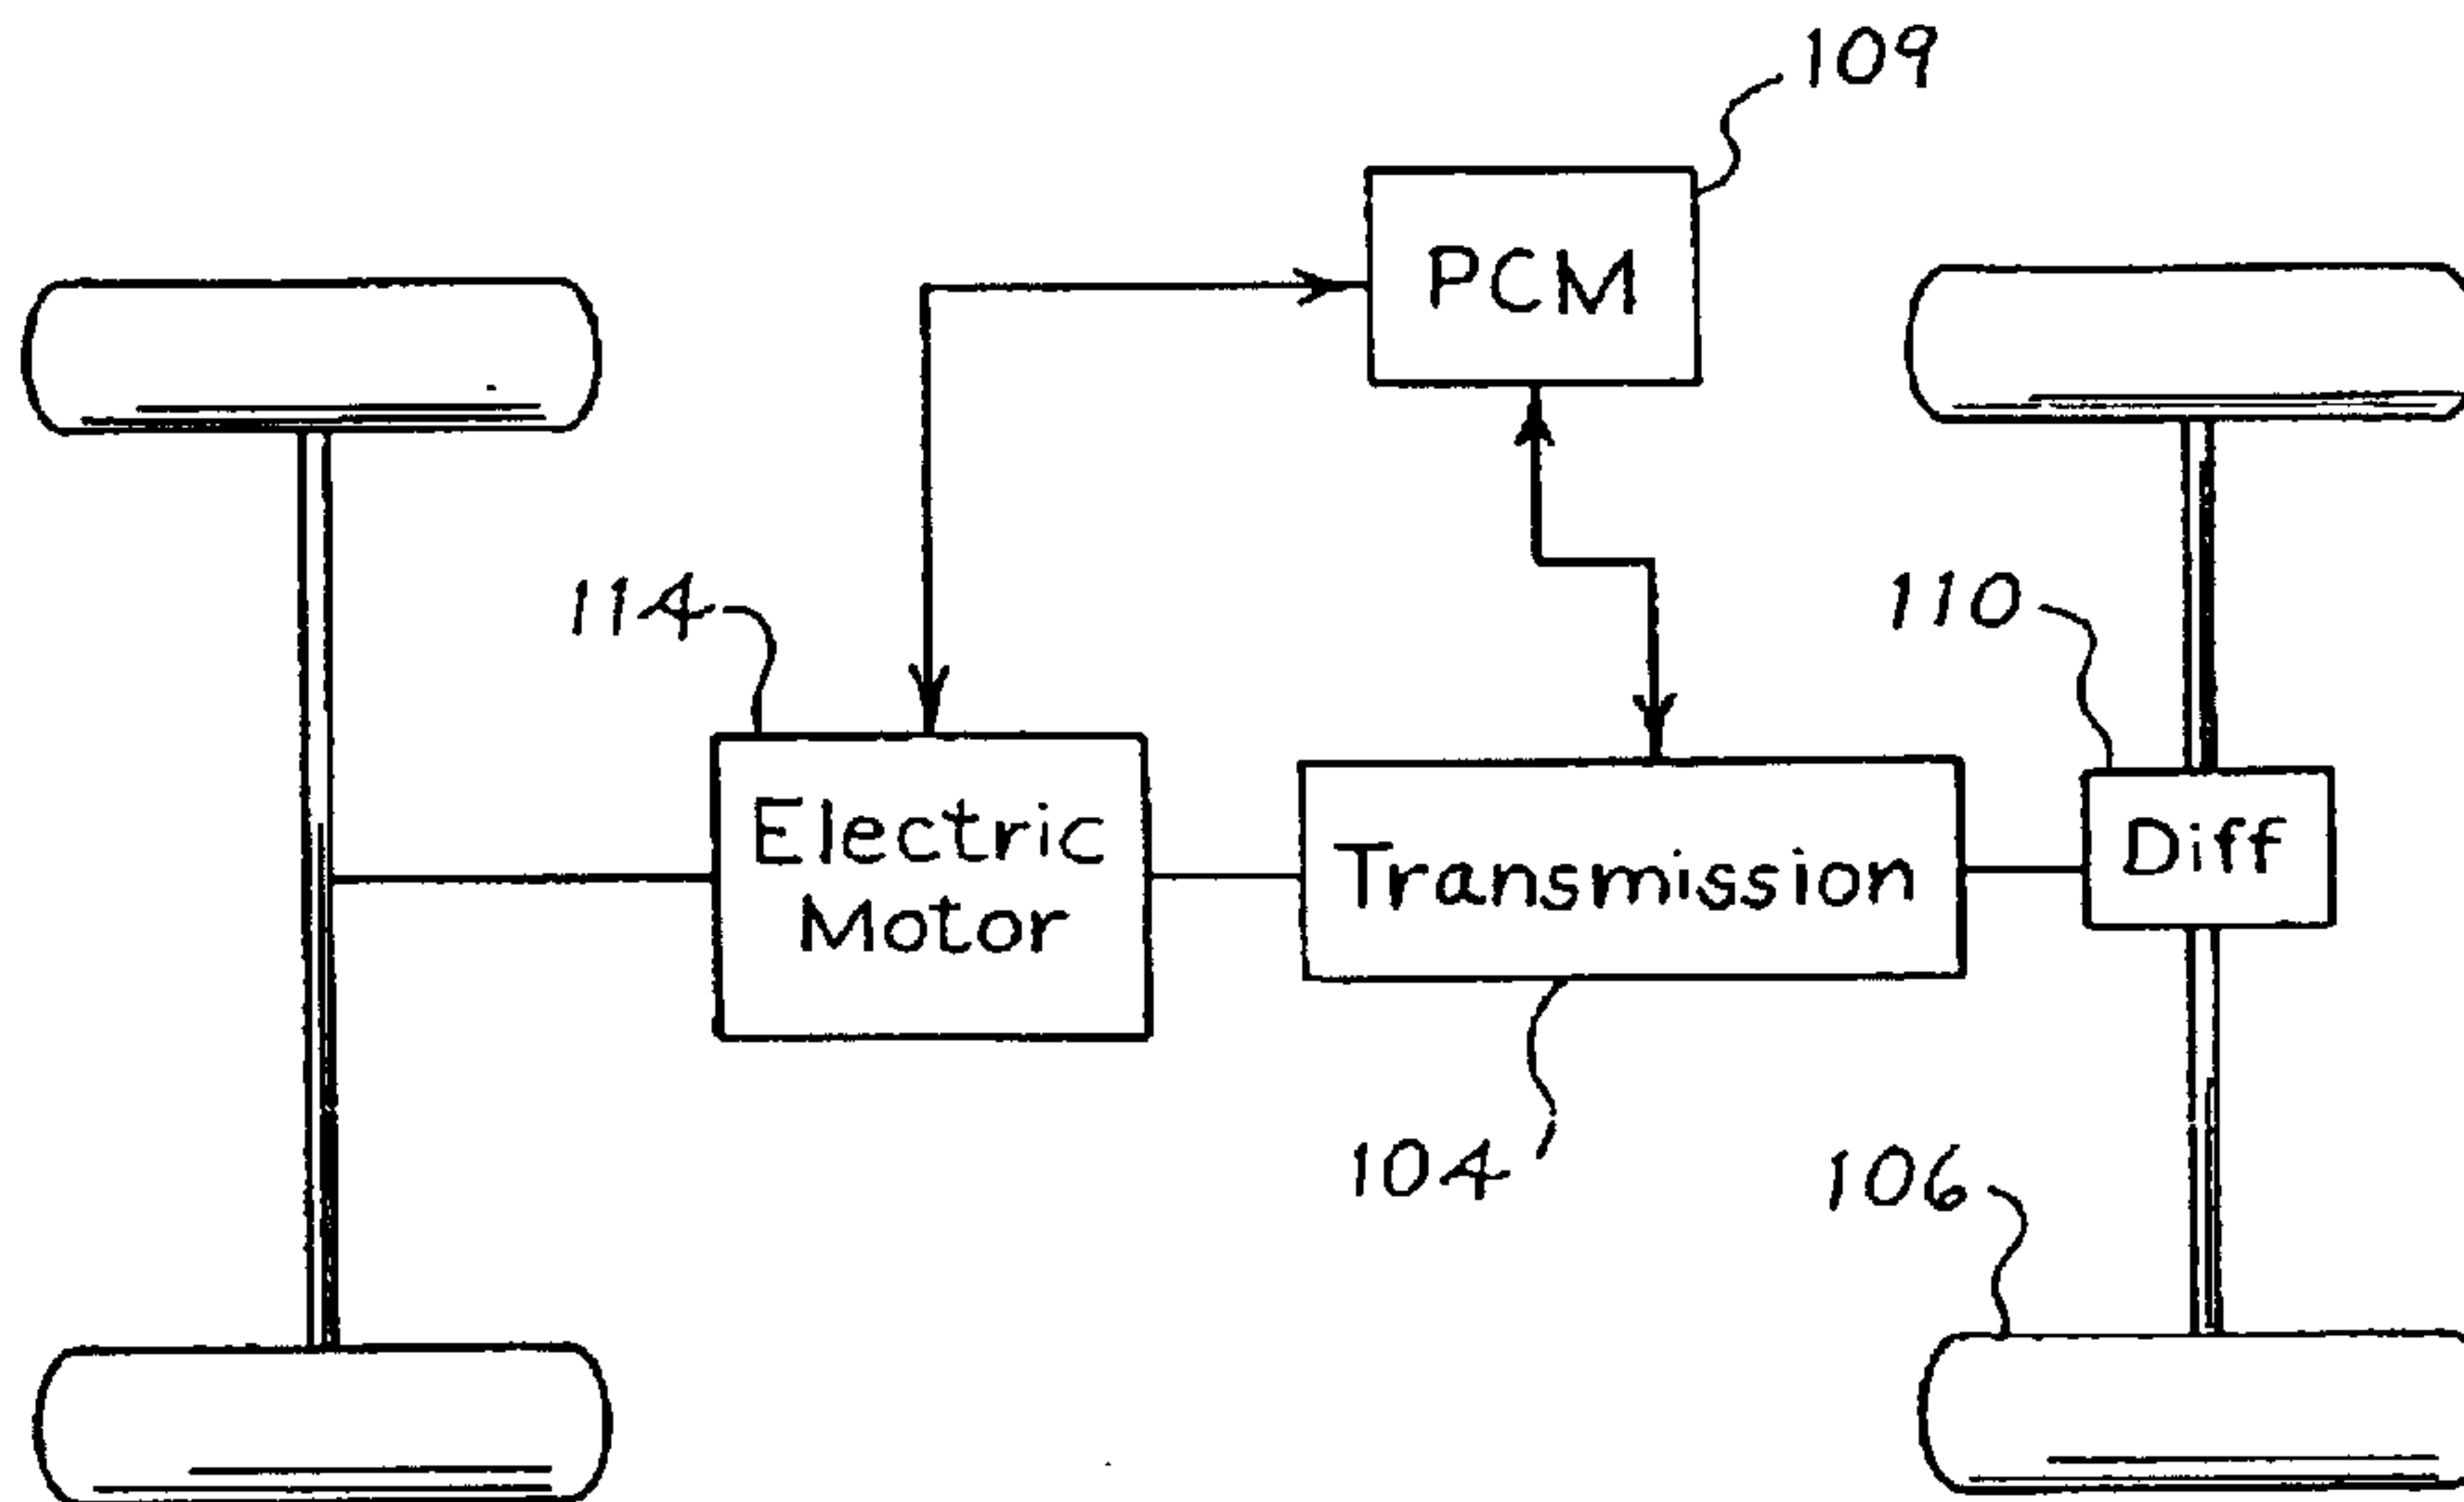 109
PCM
114
110
Electric
Motor
Transmission
Diff
104
106